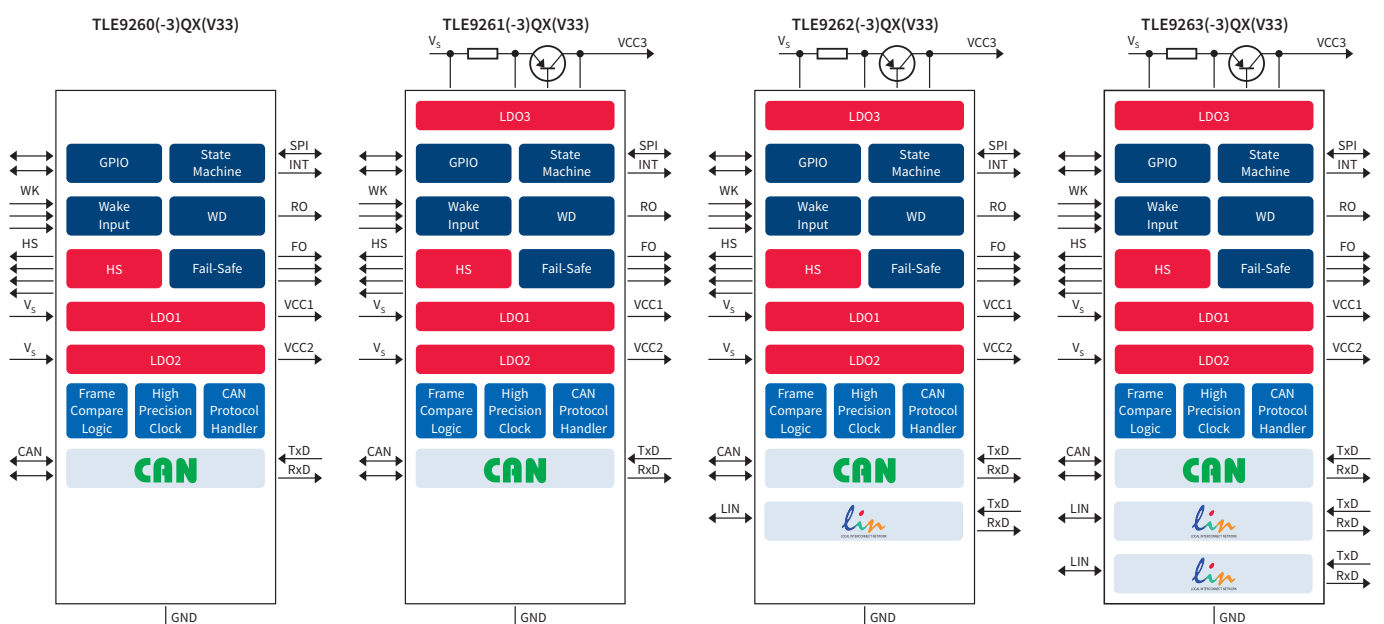 TLE9260(-3)QX(V33)
GPIO
State
Machine
SPI
INT
WK
Wake
Input
WD
RO
HS
HS
Fail-Safe
FO
VS
LDO1
VCC1
VS
LDO2
VCC2
Frame
Compare
Logic
High
Precision
Clock
CAN
Protocol
Handler
CAN
CAN
TxD
RxD
GND
TLE9261(-3)QX(V33)
VS
VCC3
LDO3
GPIO
State
Machine
SPI
INT
WK
Wake
Input
WD
RO
HS
HS
Fail-Safe
FO
VS
LDO1
VCC1
VS
LDO2
VCC2
Frame
Compare
Logic
High
Precision
Clock
CAN
Protocol
Handler
CAN
CAN
TxD
RxD
GND
TLE9262(-3)QX(V33)
VS
VCC3
LDO3
GPIO
State
Machine
SPI
INT
WK
Wake
Input
WD
RO
HS
HS
Fail-Safe
FO
VS
LDO1
VCC1
VS
LDO2
VCC2
Frame
Compare
Logic
High
Precision
Clock
CAN
Protocol
Handler
CAN
CAN
TxD
RxD
LIN
lin
LOCAL INTERCONNECT NETWORK
TxD
RxD
GND
TLE9263(-3)QX(V33)
VS
VCC3
LDO3
GPIO
State
Machine
SPI
INT
WK
Wake
Input
WD
RO
HS
HS
Fail-Safe
FO
VS
LDO1
VCC1
VS
LDO2
VCC2
Frame
Compare
Logic
High
Precision
Clock
CAN
Protocol
Handler
CAN
CAN
TxD
RxD
LIN
lin
LOCAL INTERCONNECT NETWORK
TxD
RxD
LIN
lin
LOCAL INTERCONNECT NETWORK
TxD
RxD
GND